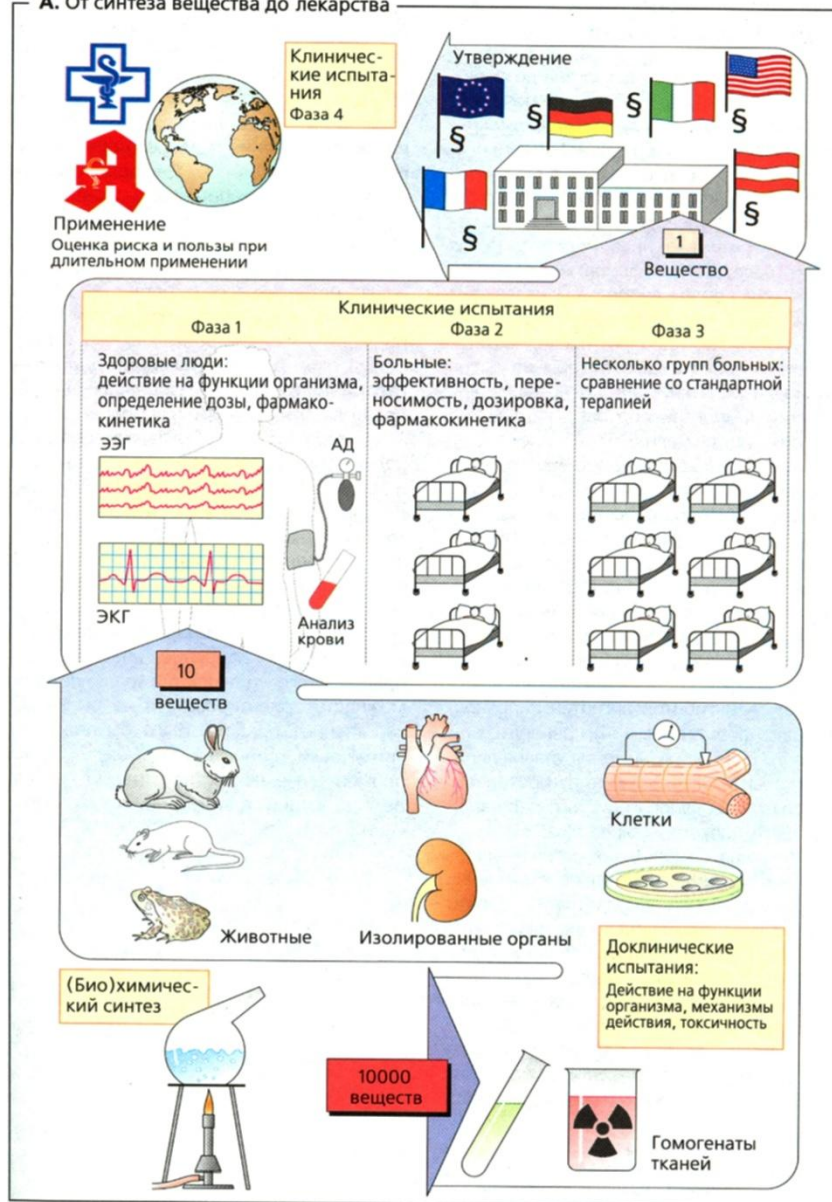 А. От синтеза вещества до лекарства
Клиничес-
кие испыта-
ния
Фаза 4
Утверждение
§
§
§
§
§
§
Применение
Оценка риска и пользы при
длительном применении
1
Вещество
Клинические испытания
Фаза 1
Фаза 2
Фаза 3
Здоровые люди:
действие на функции организма,
определение дозы, фармако-
кинетика
ЭЭГ
АД
ЭКГ
Анализ
крови
Больные:
эффективность, пере-
носимость, дозировка,
фармакокинетика
Несколько групп больных:
сравнение со стандартной
терапией
10
веществ
Клетки
Животные
Изолированные органы
Доклинические
испытания:
Действие на функции
организма, механизмы
действия, токсичность
(Био)химичес-
кий синтез
10000
веществ
Гомогенаты
тканей